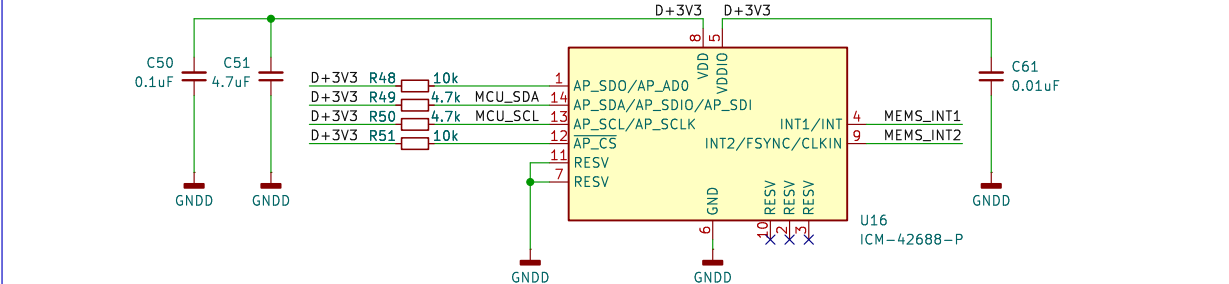 D+3V3 D+3V3
8 5
VDD VDDIO
C50 0.1uF
C51 4.7uF
C61 0.01uF
D+3V3 R48 10k 1 AP_SDO/AP_AD0
D+3V3 R49 4.7k MCU_SDA 14 AP_SDA/AP_SDIO/AP_SDI
D+3V3 R50 4.7k MCU_SCL 13 AP_SCL/AP_SCLK INT1/INT 4 MEMS_INT1
D+3V3 R51 10k 12 AP_CS INT2/FSYNC/CLKIN 9 MEMS_INT2
11 RESV
7 RESV
GND RESV RESV RESV
6 10 2 3
GNDD GNDD GNDD
U16
ICM-42688-P
GNDD GNDD